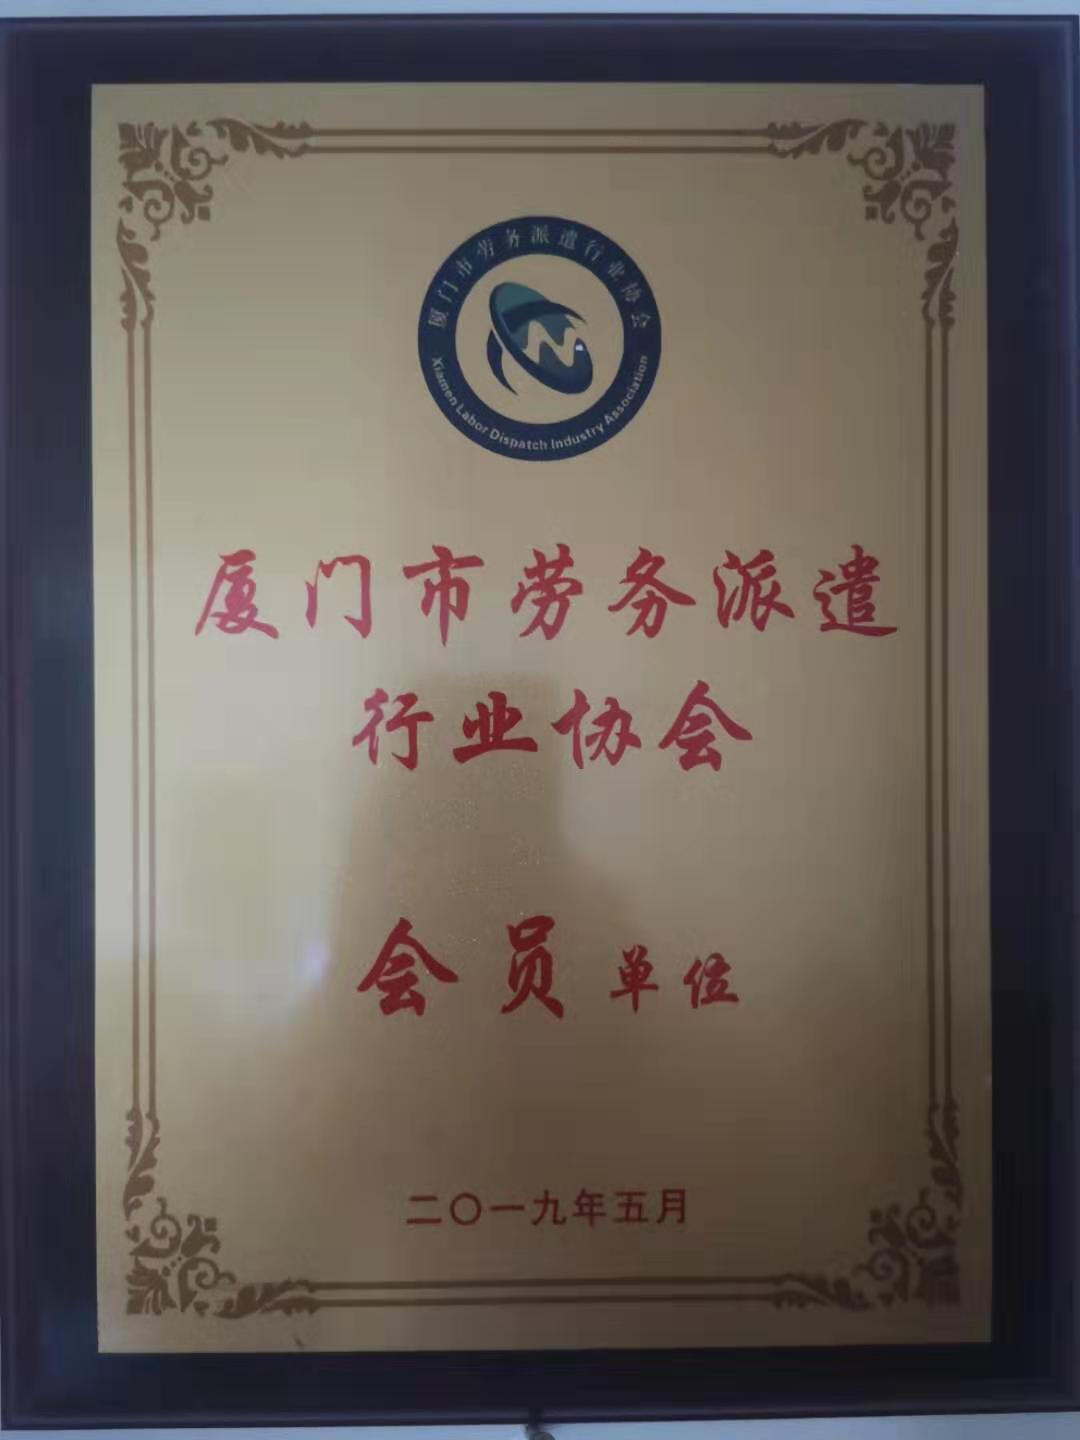 厦门市劳务派遣行业协会
Xiamen Labor Dispatch Industry Association
厦门市劳务派遣
行业协会
会员单位
二〇一九年五月